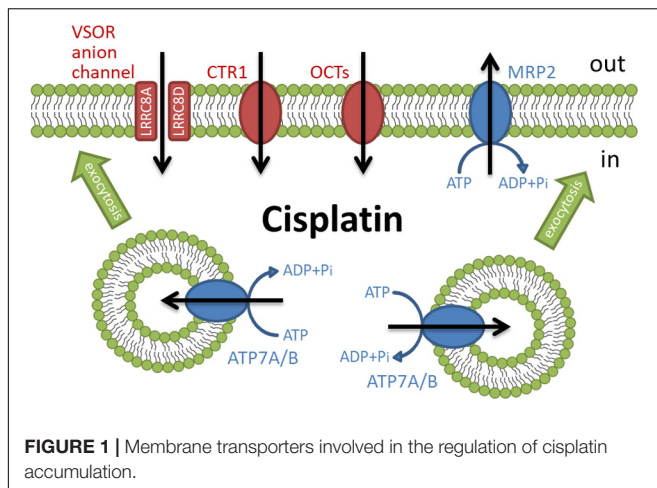 VSOR
anion
channel
LRRC8A
LRRC8D
CTR1
OCTs
MRP2
out
in
ATP
ADP+Pi
exocytosis
exocytosis
Cisplatin
ADP+Pi
ATP
ATP7A/B
ATP
ADP+Pi
ATP7A/B
FIGURE 1 | Membrane transporters involved in the regulation of cisplatin
accumulation.